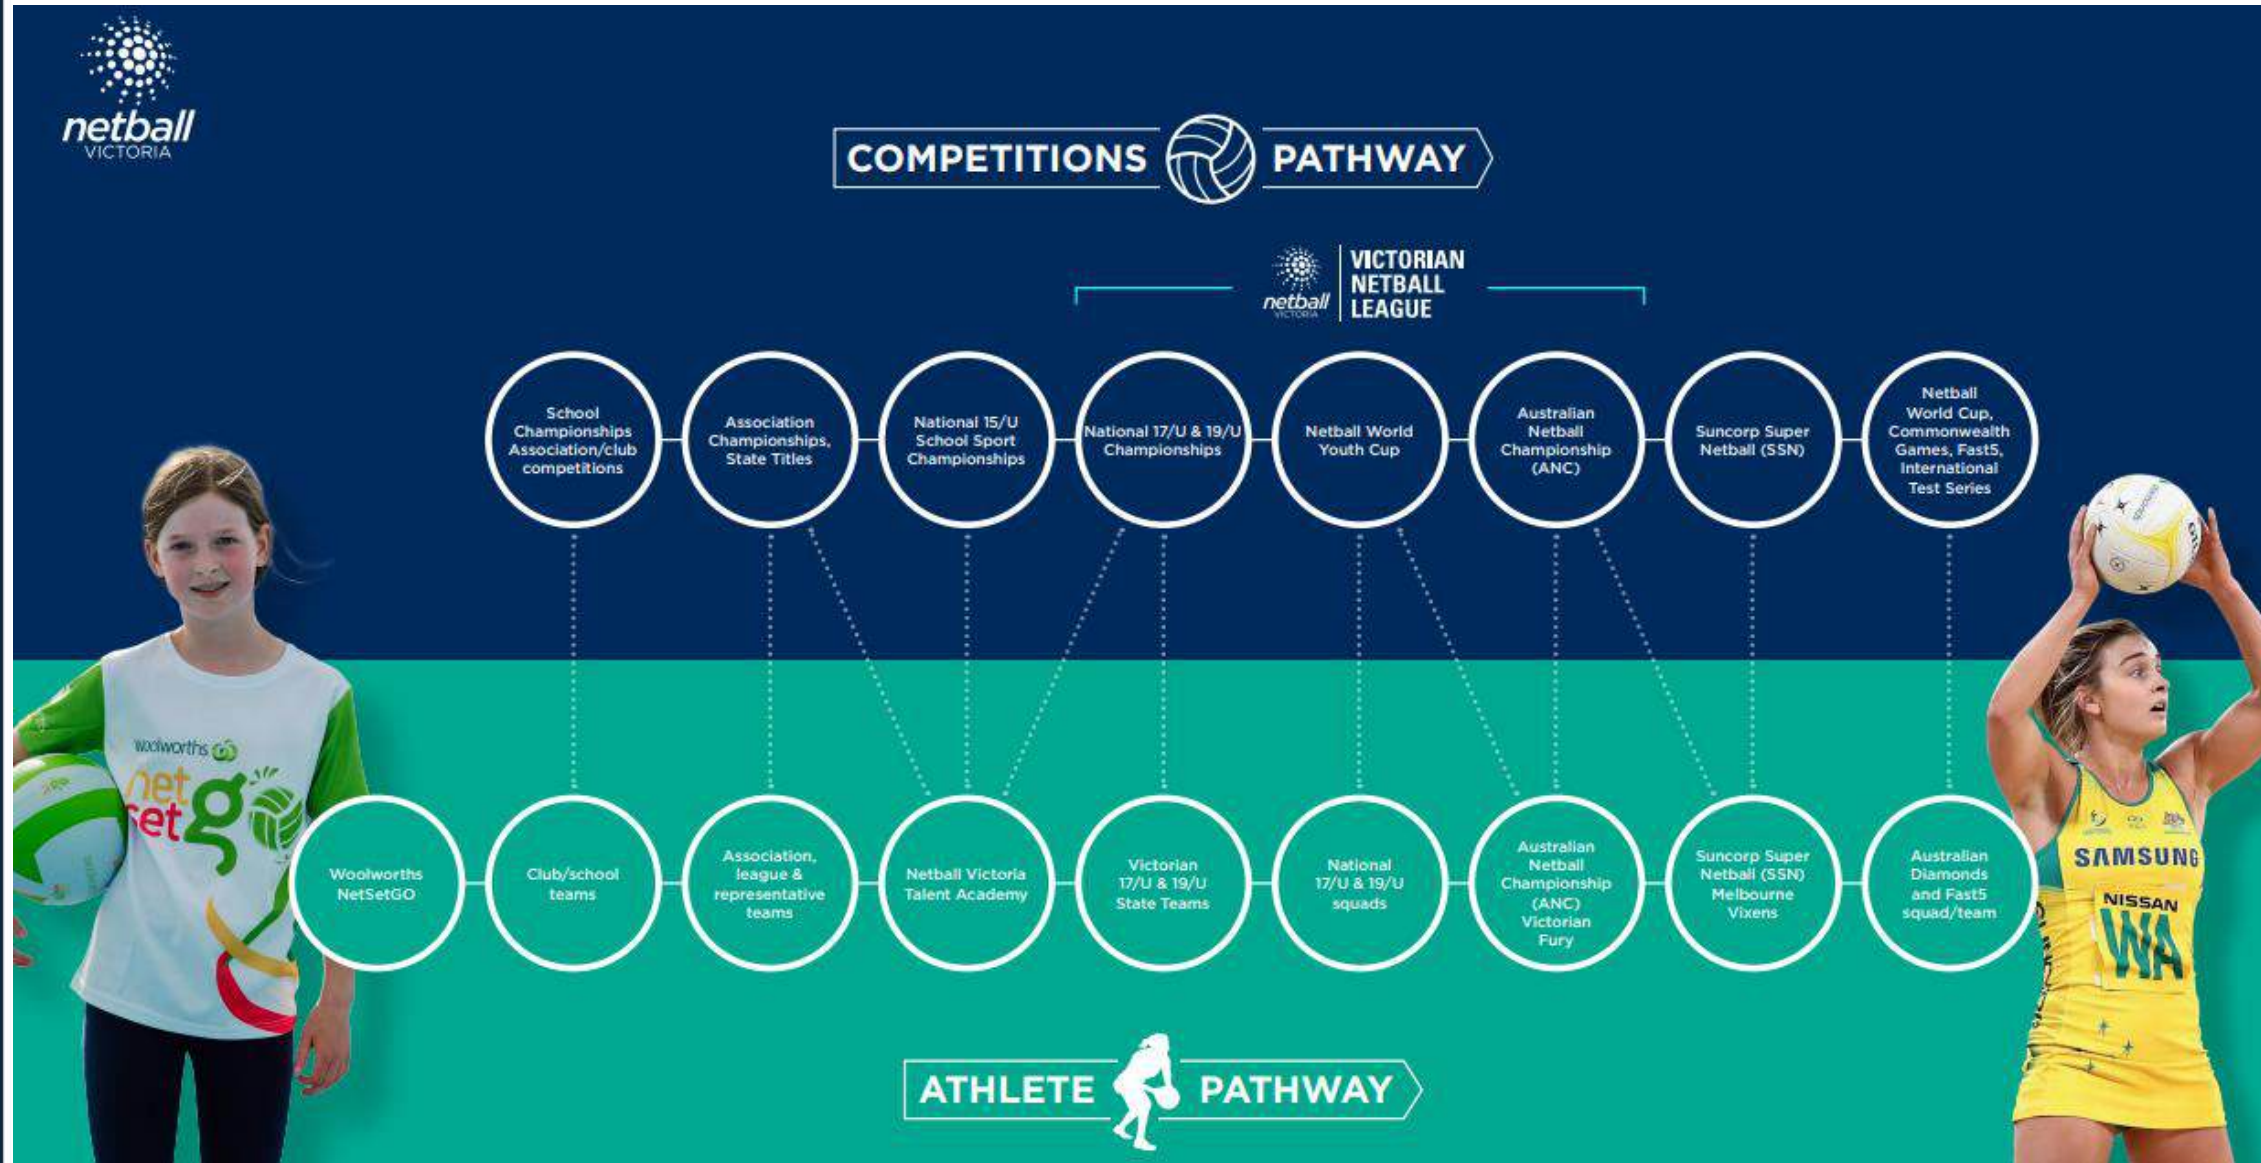 netball
VICTORIA
COMPETITIONS PATHWAY
netball
VICTORIA
VICTORIAN
NETBALL
LEAGUE
School
Championships
Association/club
competitions
Association
Championships,
State Titles
National 15/U
School Sport
Championships
National 17/U & 19/U
Championships
Netball World
Youth Cup
Australian
Netball
Championship
(ANC)
Suncorp Super
Netball (SSN)
Netball
World Cup,
Commonwealth
Games, Fast5,
International
Test Series
woolworths
net
set go
Woolworths
NetSetGO
Club/school
teams
Association,
league &
representative
teams
Netball Victoria
Talent Academy
Victorian
17/U & 19/U
State Teams
National
17/U & 19/U
squads
Australian
Netball
Championship
(ANC)
Victorian
Fury
Suncorp Super
Netball (SSN)
Melbourne
Vixens
Australian
Diamonds
and Fast5
squad/team
SAMSUNG
NISSAN
WA
ATHLETE PATHWAY